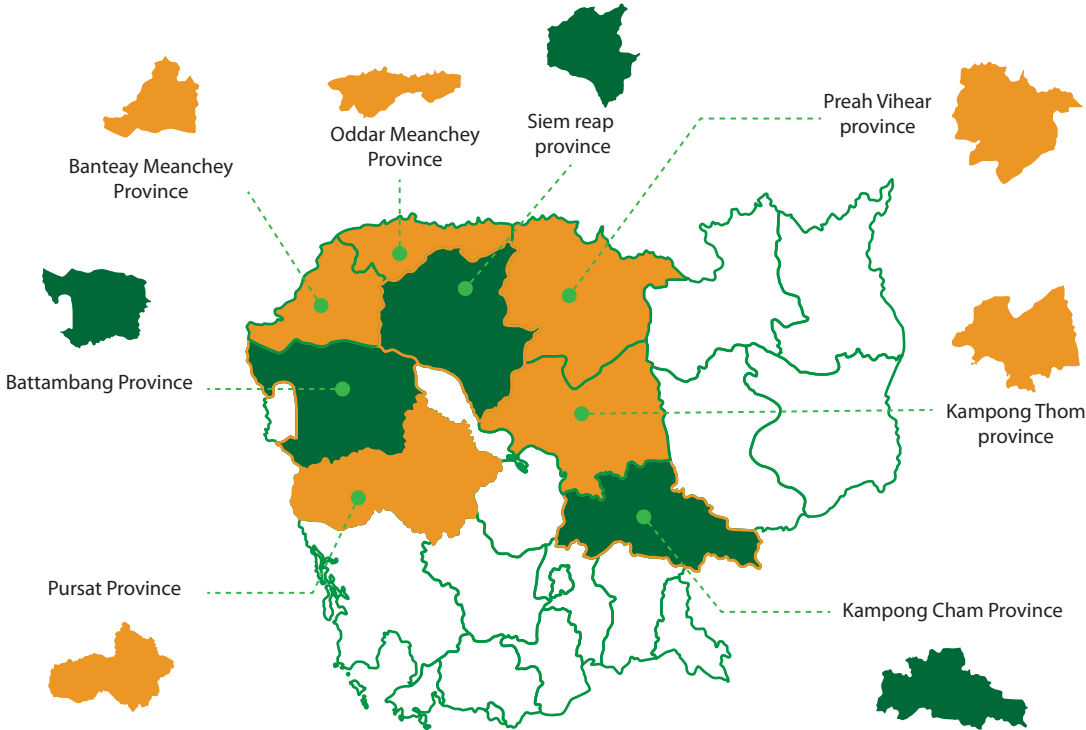 Siem reap
province
Oddar Meanchey
Province
Preah Vihear
province
Banteay Meanchey
Province
Battambang Province
Kampong Thom
province
Pursat Province
Kampong Cham Province